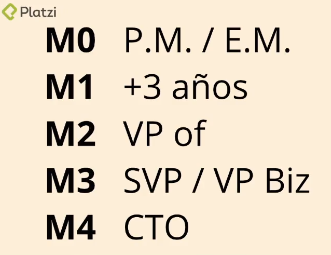 Platzi
M0 P.M. / E.M.
M1 +3 años
M2 VP of
M3 SVP / VP Biz
M4 CTO